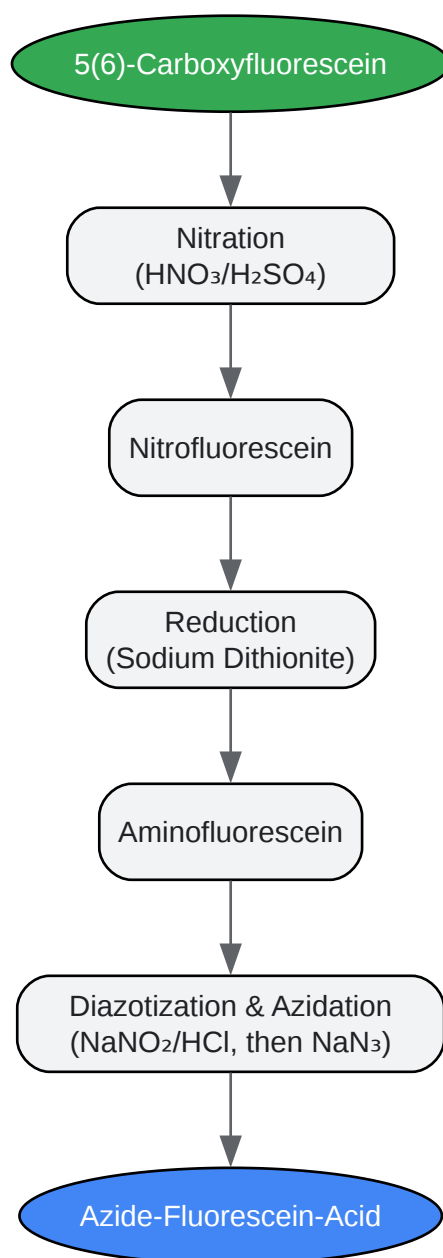 5(6)-Carboxyfluorescein
Nitration
(HNO₃/H₂SO₄)
Nitrofluorescein
Reduction
(Sodium Dithionite)
Aminofluorescein
Diazotization & Azidation
(NaNO₂/HCl, then NaN₃)
Azide-Fluorescein-Acid